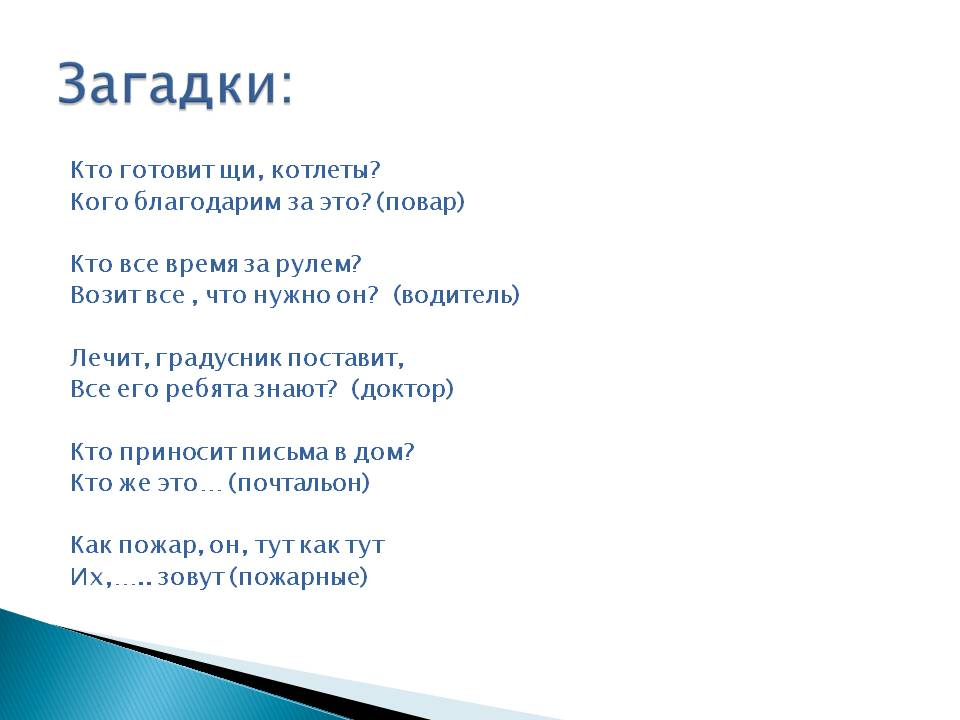 Загадки:
Кто готовит щи, котлеты?
Кого благодарим за это? (повар)
Кто все время за рулем?
Возит все , что нужно он?  (водитель)
Лечит, градусник поставит,
Все его ребята знают?  (доктор)
Кто приносит письма в дом?
Кто же это… (почтальон)
Как пожар, он, тут как тут
Их,….. зовут (пожарные)